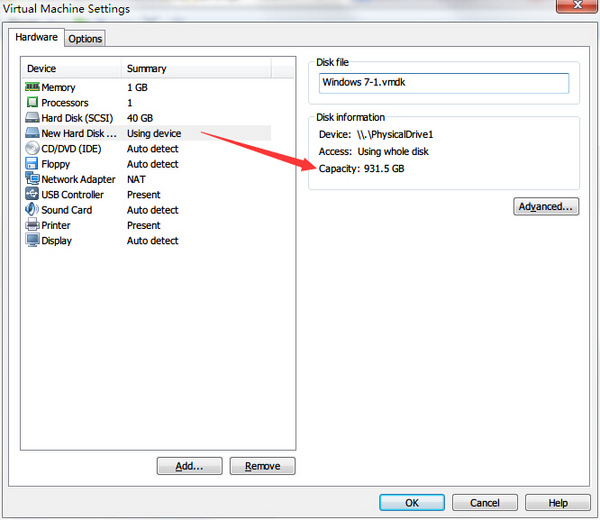 Virtual Machine Settings
Hardware Options
Device Summary
Memory 1 GB
Processors 1
Hard Disk (SCSI) 40 GB
New Hard Disk ... Using device
CD/DVD (IDE) Auto detect
Floppy Auto detect
Network Adapter NAT
USB Controller Present
Sound Card Auto detect
Printer Present
Display Auto detect
Add... Remove
Disk file
Windows 7-1.vmdk
Disk information
Device: \\.\PhysicalDrive1
Access: Using whole disk
Capacity: 931.5 GB
Advanced...
OK Cancel Help